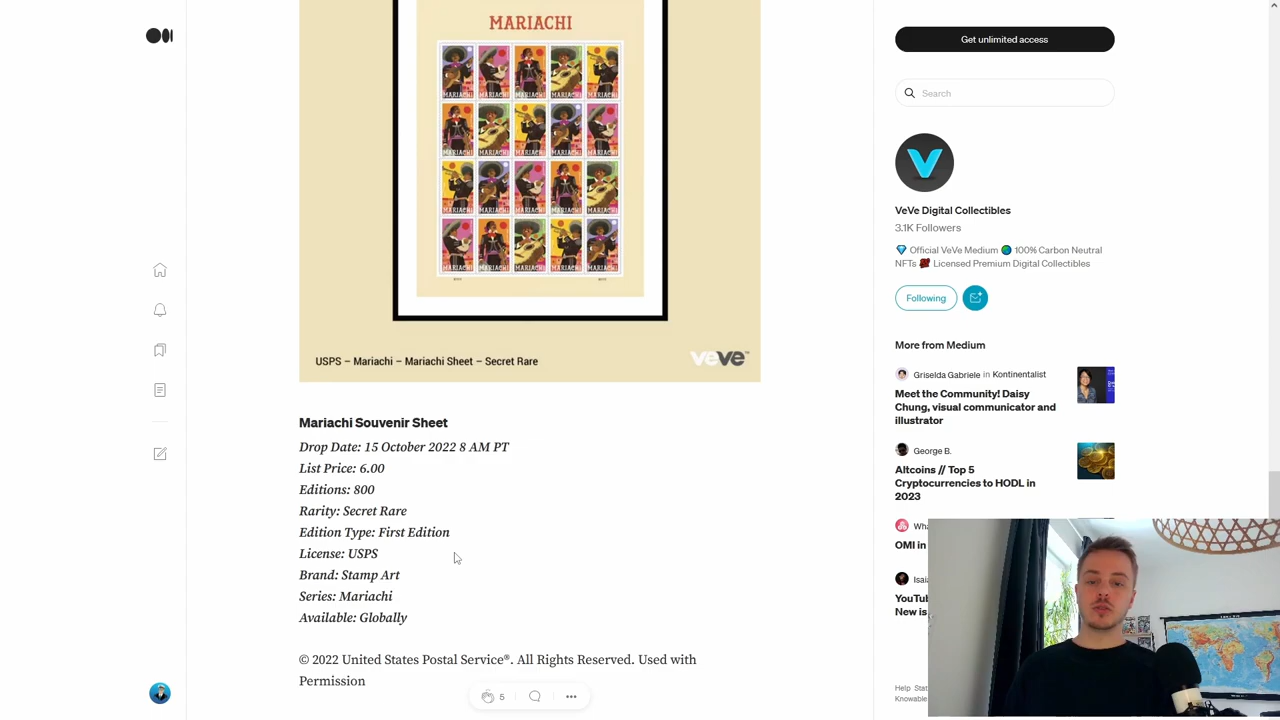 MARIACHI
USPS – Mariachi – Mariachi Sheet – Secret Rare
veve
Mariachi Souvenir Sheet
Drop Date: 15 October 2022 8 AM PT
List Price: 6.00
Editions: 800
Rarity: Secret Rare
Edition Type: First Edition
License: USPS
Brand: Stamp Art
Series: Mariachi
Available: Globally
© 2022 United States Postal Service®. All Rights Reserved. Used with
Permission
5
Get unlimited access
Search
VeVe Digital Collectibles
3.1K Followers
Official VeVe Medium 100% Carbon Neutral
NFTs Licensed Premium Digital Collectibles
Following
More from Medium
Griselda Gabriele in Kontinentalist
Meet the Community! Daisy
Chung, visual communicator and
illustrator
George B.
Altcoins // Top 5
Cryptocurrencies to HODL in
2023
OMI in
New is
Help
Knowable